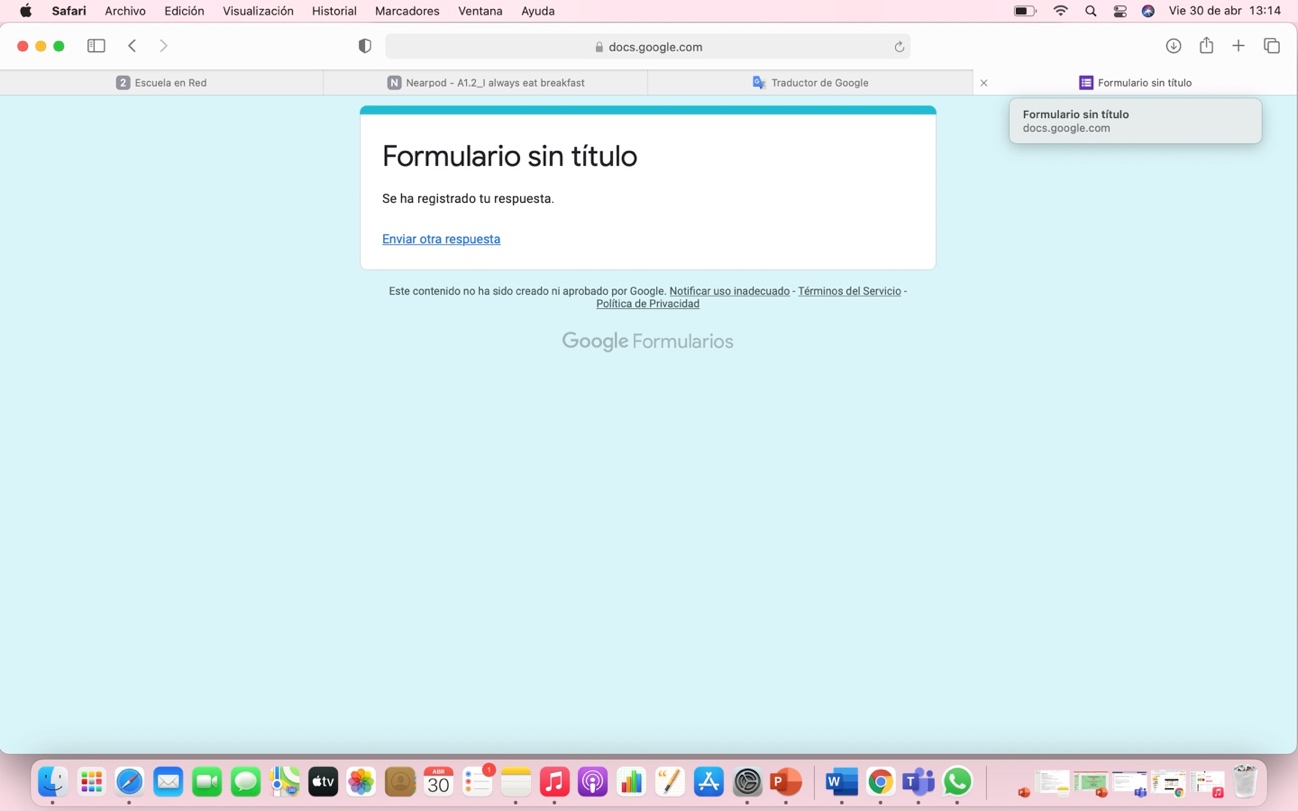 Safari Archivo Edición Visualización Historial Marcadores Ventana Ayuda Vie 30 de abr 13:14
docs.google.com
2 Escuela en Red N Nearpod - A1.2_I always eat breakfast Traductor de Google Formulario sin título
Formulario sin título
docs.google.com
Formulario sin título
Se ha registrado tu respuesta.
Enviar otra respuesta
Este contenido no ha sido creado ni aprobado por Google. Notificar uso inadecuado - Términos del Servicio -
Política de Privacidad
Google Formularios
tv ABR 30 1 P W T